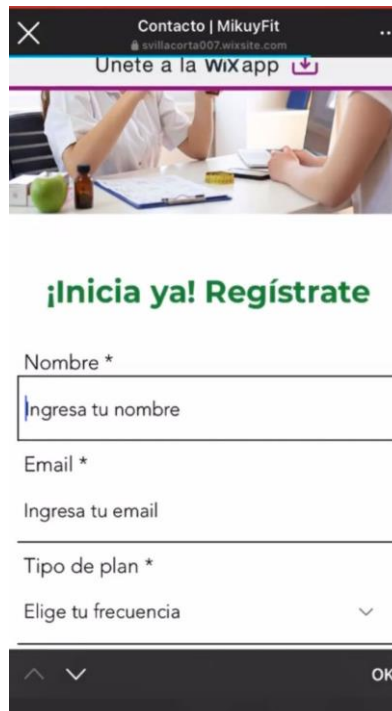 Contacto | MikuyFit
svillacorta007.wixsite.com
Únete a la WiXapp
¡Inicia ya! Regístrate
Nombre *
Ingresa tu nombre
Email *
Ingresa tu email
Tipo de plan *
Elige tu frecuencia
OK